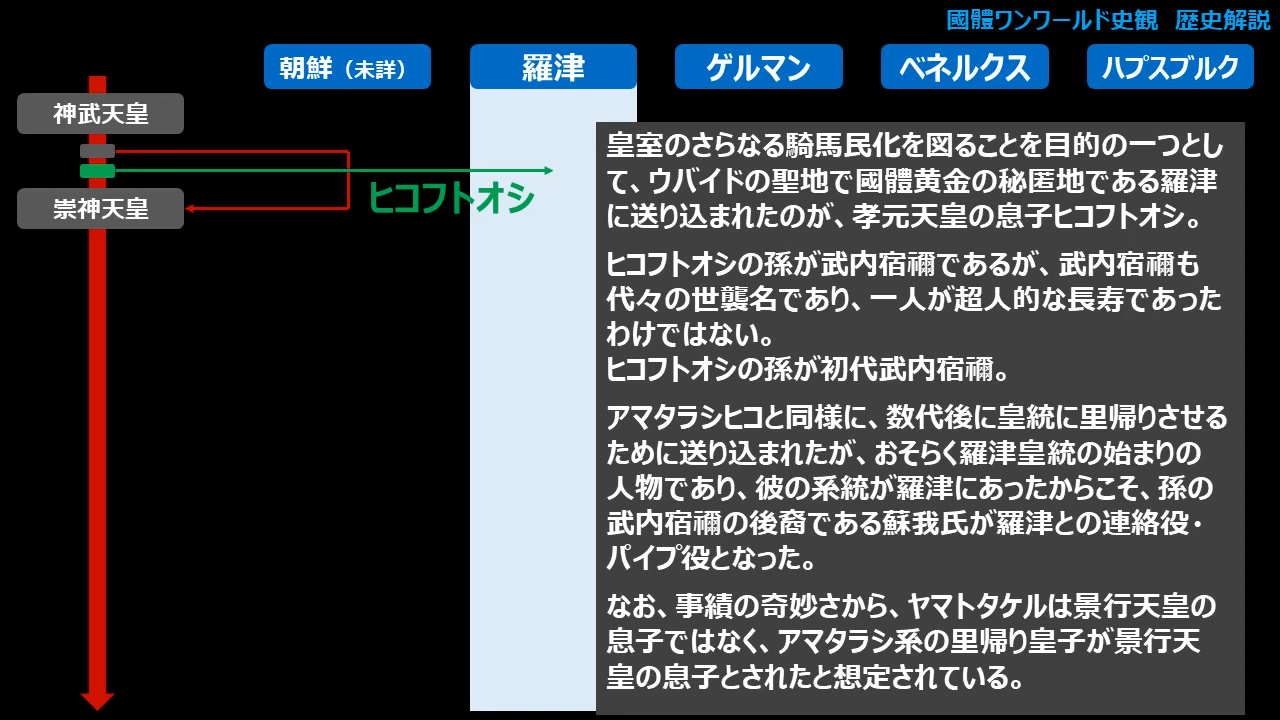 國體ワンワールド史観　歴史解説
朝鮮（未詳）
羅津
ゲルマン
ベネルクス
ハプスブルク
神武天皇
崇神天皇
ヒコフトオシ
皇室のさらなる騎馬民化を図ることを目的の一つとし
て、ウバイドの聖地で國體黄金の秘匿地である羅津
に送り込まれたのが、孝元天皇の息子ヒコフトオシ。
ヒコフトオシの孫が武内宿禰であるが、武内宿禰も
代々の世襲名であり、一人が超人的な長寿であった
わけではない。
ヒコフトオシの孫が初代武内宿禰。
アマタラシヒコと同様に、数代後に皇統に里帰りさせる
ために送り込まれたが、おそらく羅津皇統の始まりの
人物であり、彼の系統が羅津にあったからこそ、孫の
武内宿禰の後裔である蘇我氏が羅津との連絡役・
パイプ役となった。
なお、事績の奇妙さから、ヤマトタケルは景行天皇の
息子ではなく、アマタラシ系の里帰り皇子が景行天
皇の息子とされたと想定されている。